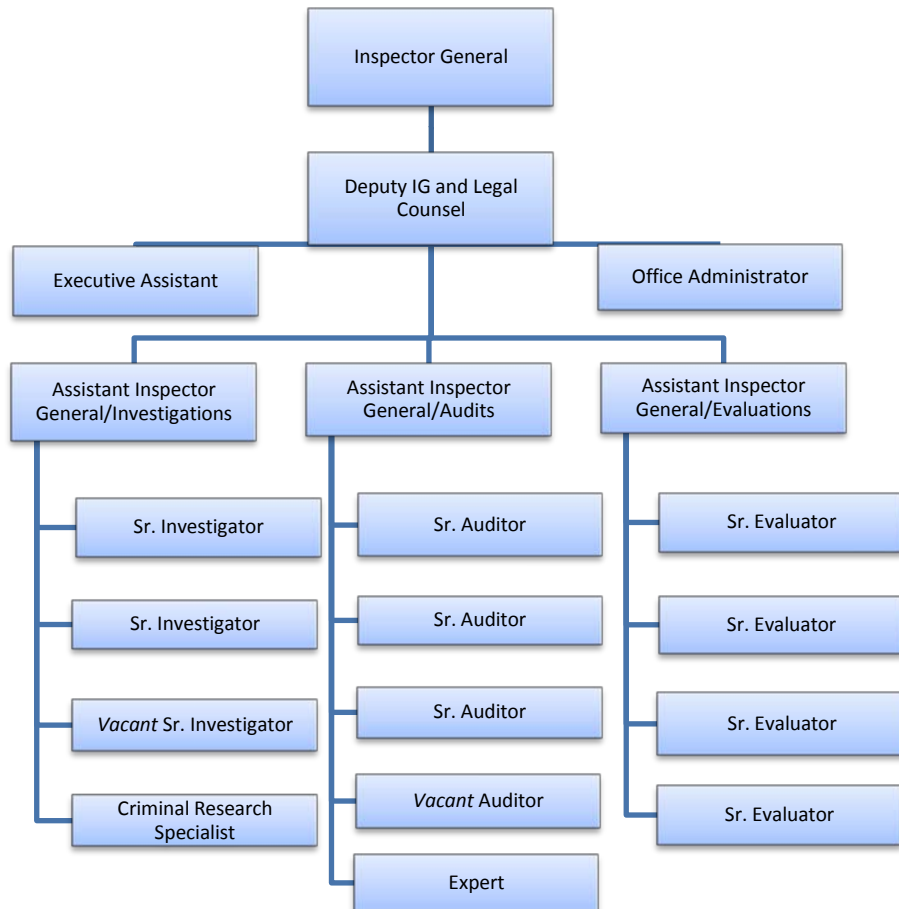 Inspector General
Deputy IG and Legal
Counsel
Executive Assistant
Office Administrator
Assistant Inspector
General/Investigations
Assistant Inspector
General/Audits
Assistant Inspector
General/Evaluations
Sr. Investigator
Sr. Investigator
Vacant Sr. Investigator
Criminal Research
Specialist
Sr. Auditor
Sr. Auditor
Sr. Auditor
Vacant Auditor
Expert
Sr. Evaluator
Sr. Evaluator
Sr. Evaluator
Sr. Evaluator